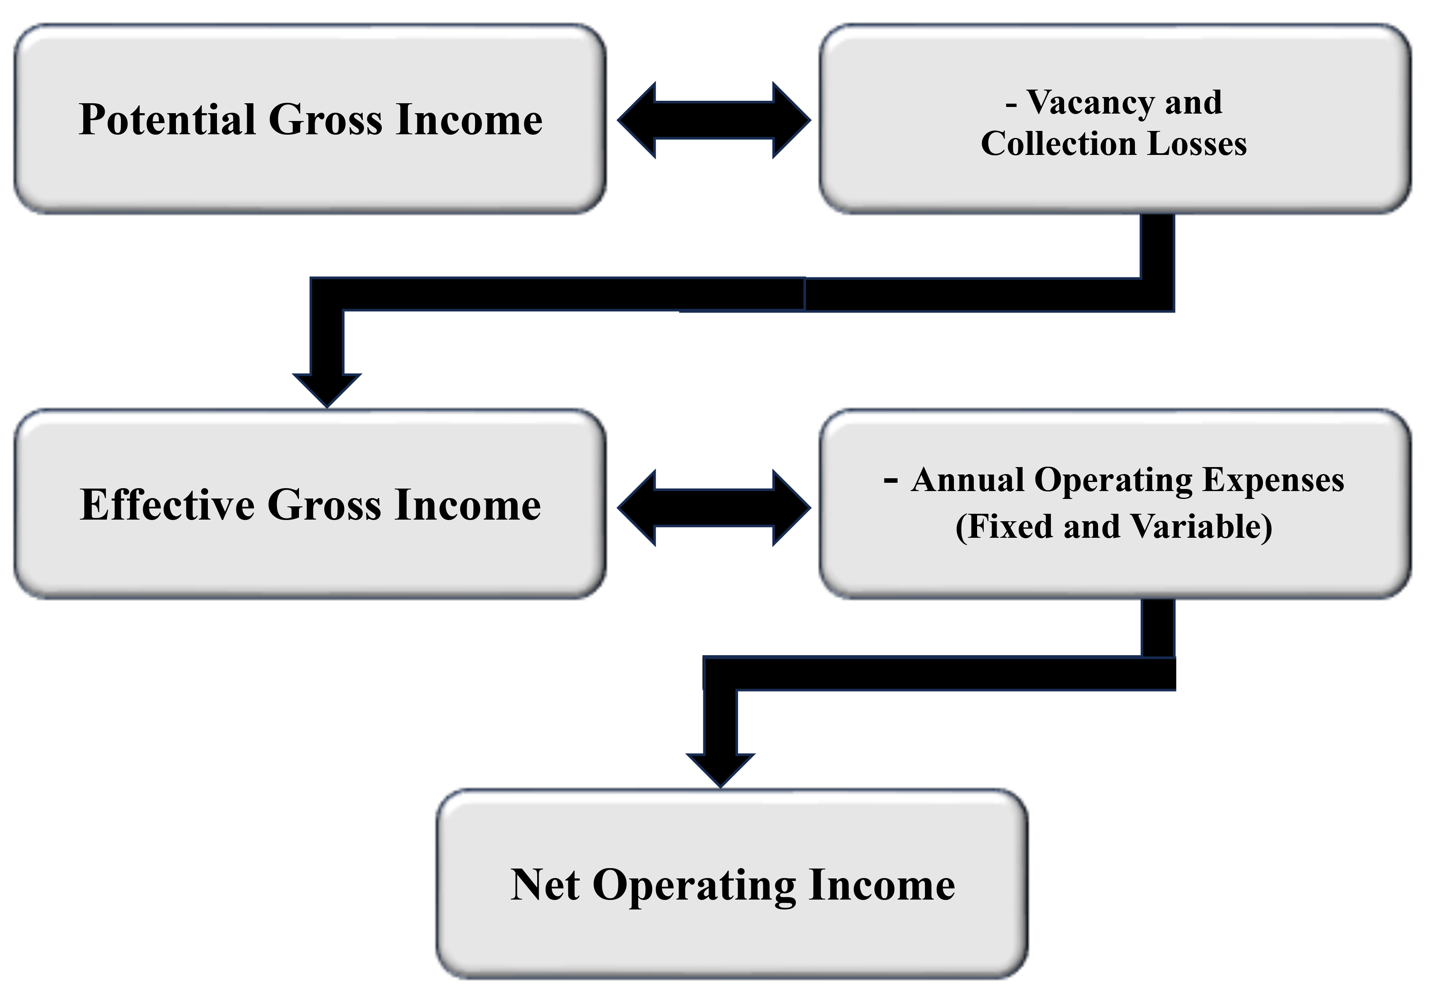 Potential Gross Income
- Vacancy and
Collection Losses
Effective Gross Income
- Annual Operating Expenses
(Fixed and Variable)
Net Operating Income